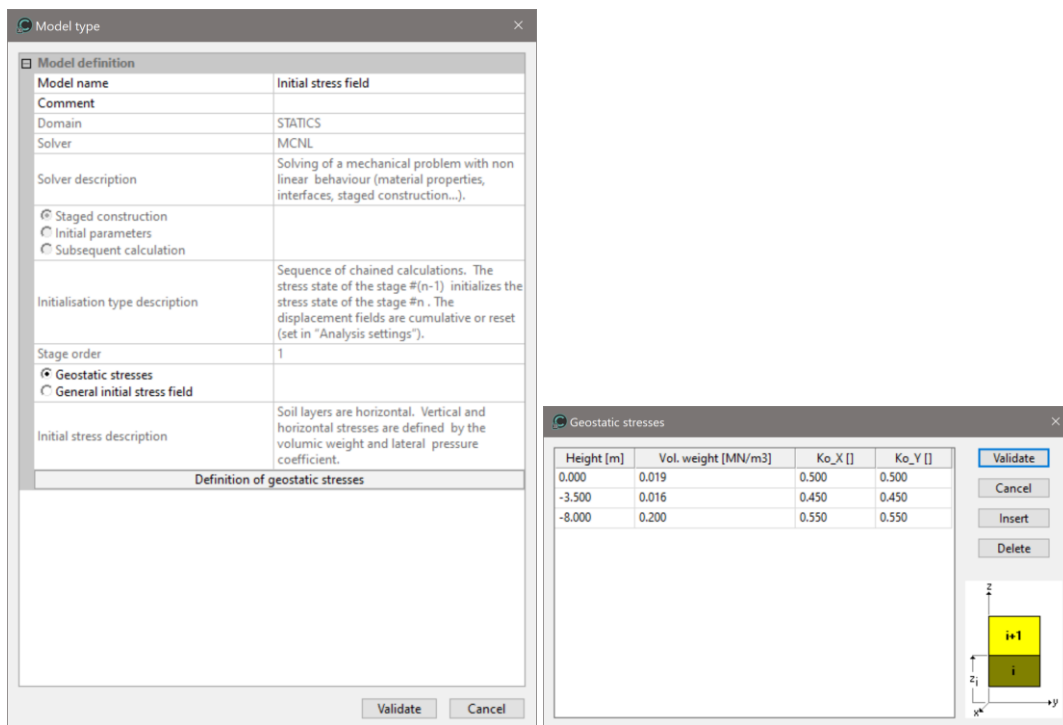 Model type
Model definition
Model name Initial stress field
Comment
Domain STATICS
Solver MCNL
Solver description Solving of a mechanical problem with non
linear behaviour (material properties,
interfaces, staged construction...).
Staged construction
Initial parameters
Subsequent calculation
Initialisation type description Sequence of chained calculations. The
stress state of the stage #(n-1) initializes the
stress state of the stage #n . The
displacement fields are cumulative or reset
(set in "Analysis settings").
Stage order 1
Geostatic stresses
General initial stress field
Initial stress description Soil layers are horizontal. Vertical and
horizontal stresses are defined by the
volumic weight and lateral pressure
coefficient.
Definition of geostatic stresses
Validate Cancel
Geostatic stresses
Height [m] Vol. weight [MN/m3] Ko_X [] Ko_Y []
0.000 0.019 0.500 0.500
-3.500 0.016 0.450 0.450
-8.000 0.200 0.550 0.550
Validate
Cancel
Insert
Delete
z
i+1
i
zi
x y